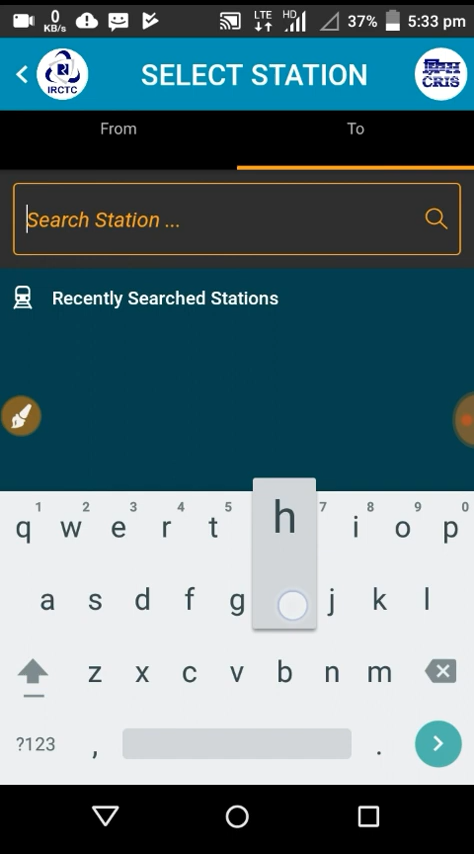 0 KB/s LTE HD 37% 5:33 pm
IRCTC SELECT STATION CRIS
From To
Search Station ...
Recently Searched Stations
1 2 3 4 5 7 8 9 0
q w e r t h i o p
a s d f g j k l
z x c v b n m
?123 , .